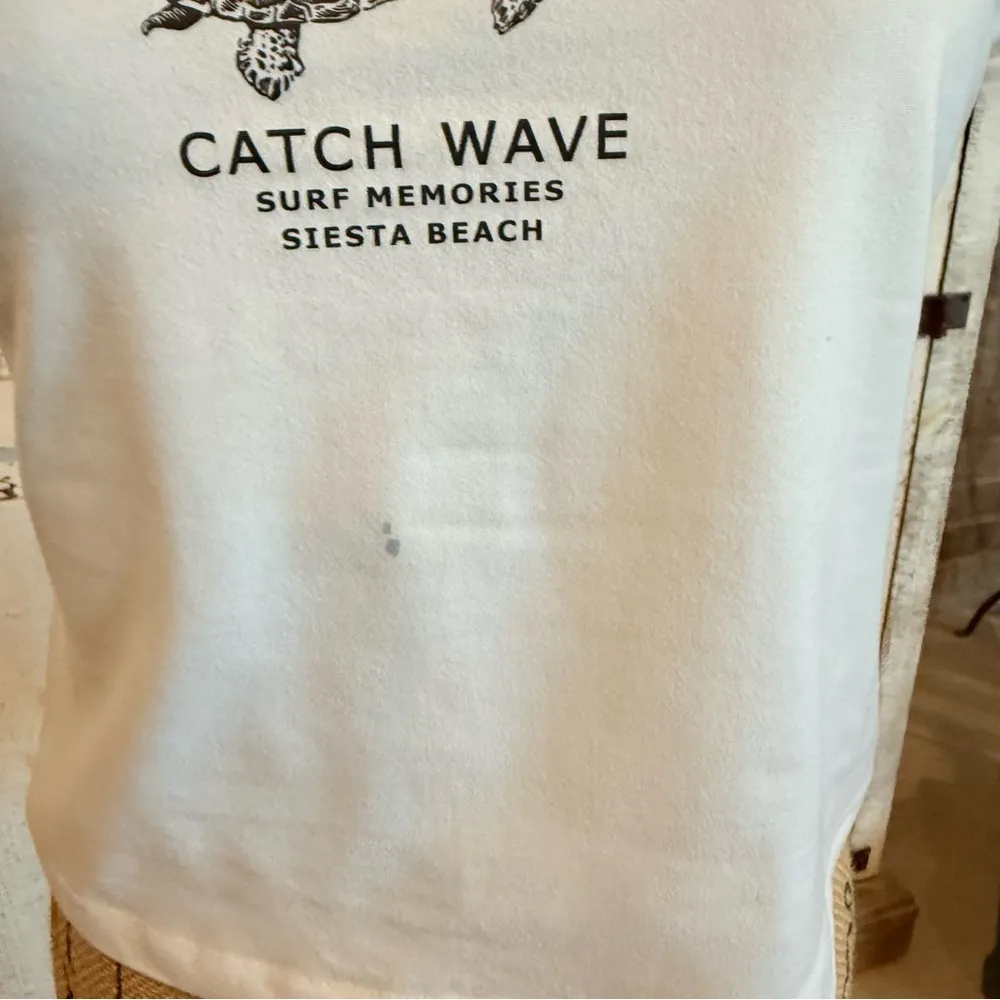 CATCH WAVE
SURF MEMORIES
SIESTA BEACH